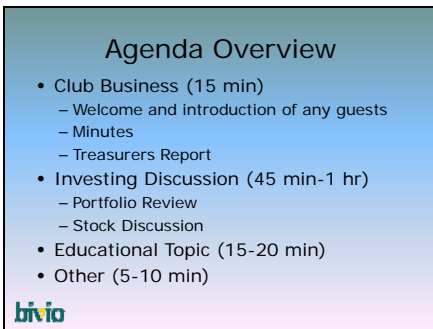 Agenda Overview
• Club Business (15 min)
– Welcome and introduction of any guests
– Minutes
– Treasurers Report
• Investing Discussion (45 min-1 hr)
– Portfolio Review
– Stock Discussion
• Educational Topic (15-20 min)
• Other (5-10 min)
bivio